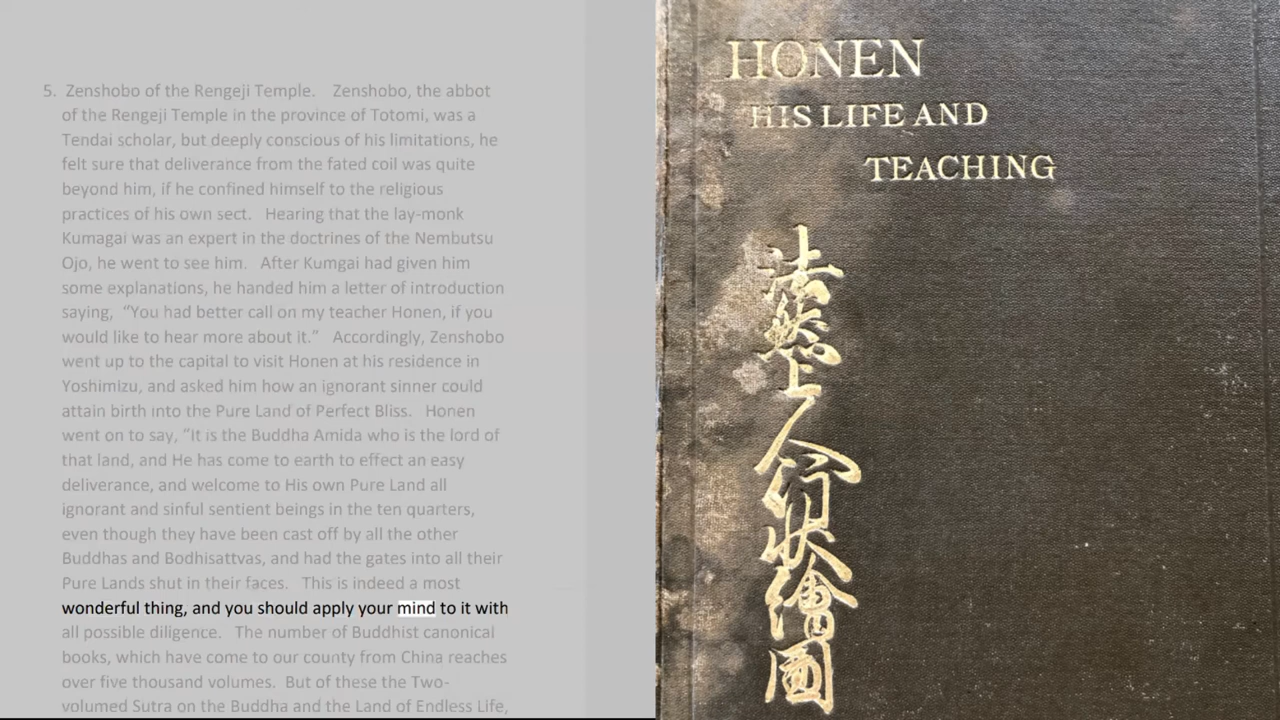 5. Zenshobo of the Rengeji Temple. Zenshobo, the abbot
of the Rengeji Temple in the province of Totomi, was a
Tendai scholar, but deeply conscious of his limitations, he
felt sure that deliverance from the fated coil was quite
beyond him, if he confined himself to the religious
practices of his own sect. Hearing that the lay-monk
Kumagai was an expert in the doctrines of the Nembutsu
Ojo, he went to see him. After Kumgai had given him
some explanations, he handed him a letter of introduction
saying, “You had better call on my teacher Honen, if you
would like to hear more about it.” Accordingly, Zenshobo
went up to the capital to visit Honen at his residence in
Yoshimizu, and asked him how an ignorant sinner could
attain birth into the Pure Land of Perfect Bliss. Honen
went on to say, “It is the Buddha Amida who is the lord of
that land, and He has come to earth to effect an easy
deliverance, and welcome to His own Pure Land all
ignorant and sinful sentient beings in the ten quarters,
even though they have been cast off by all the other
Buddhas and Bodhisattvas, and had the gates into all their
Pure Lands shut in their faces. This is indeed a most
wonderful thing, and you should apply your mind to it with
all possible diligence. The number of Buddhist canonical
books, which have come to our county from China reaches
over five thousand volumes. But of these the Two-
volumed Sutra on the Buddha and the Land of Endless Life,
HONEN
HIS LIFE AND
TEACHING
法然上人行状繪圖